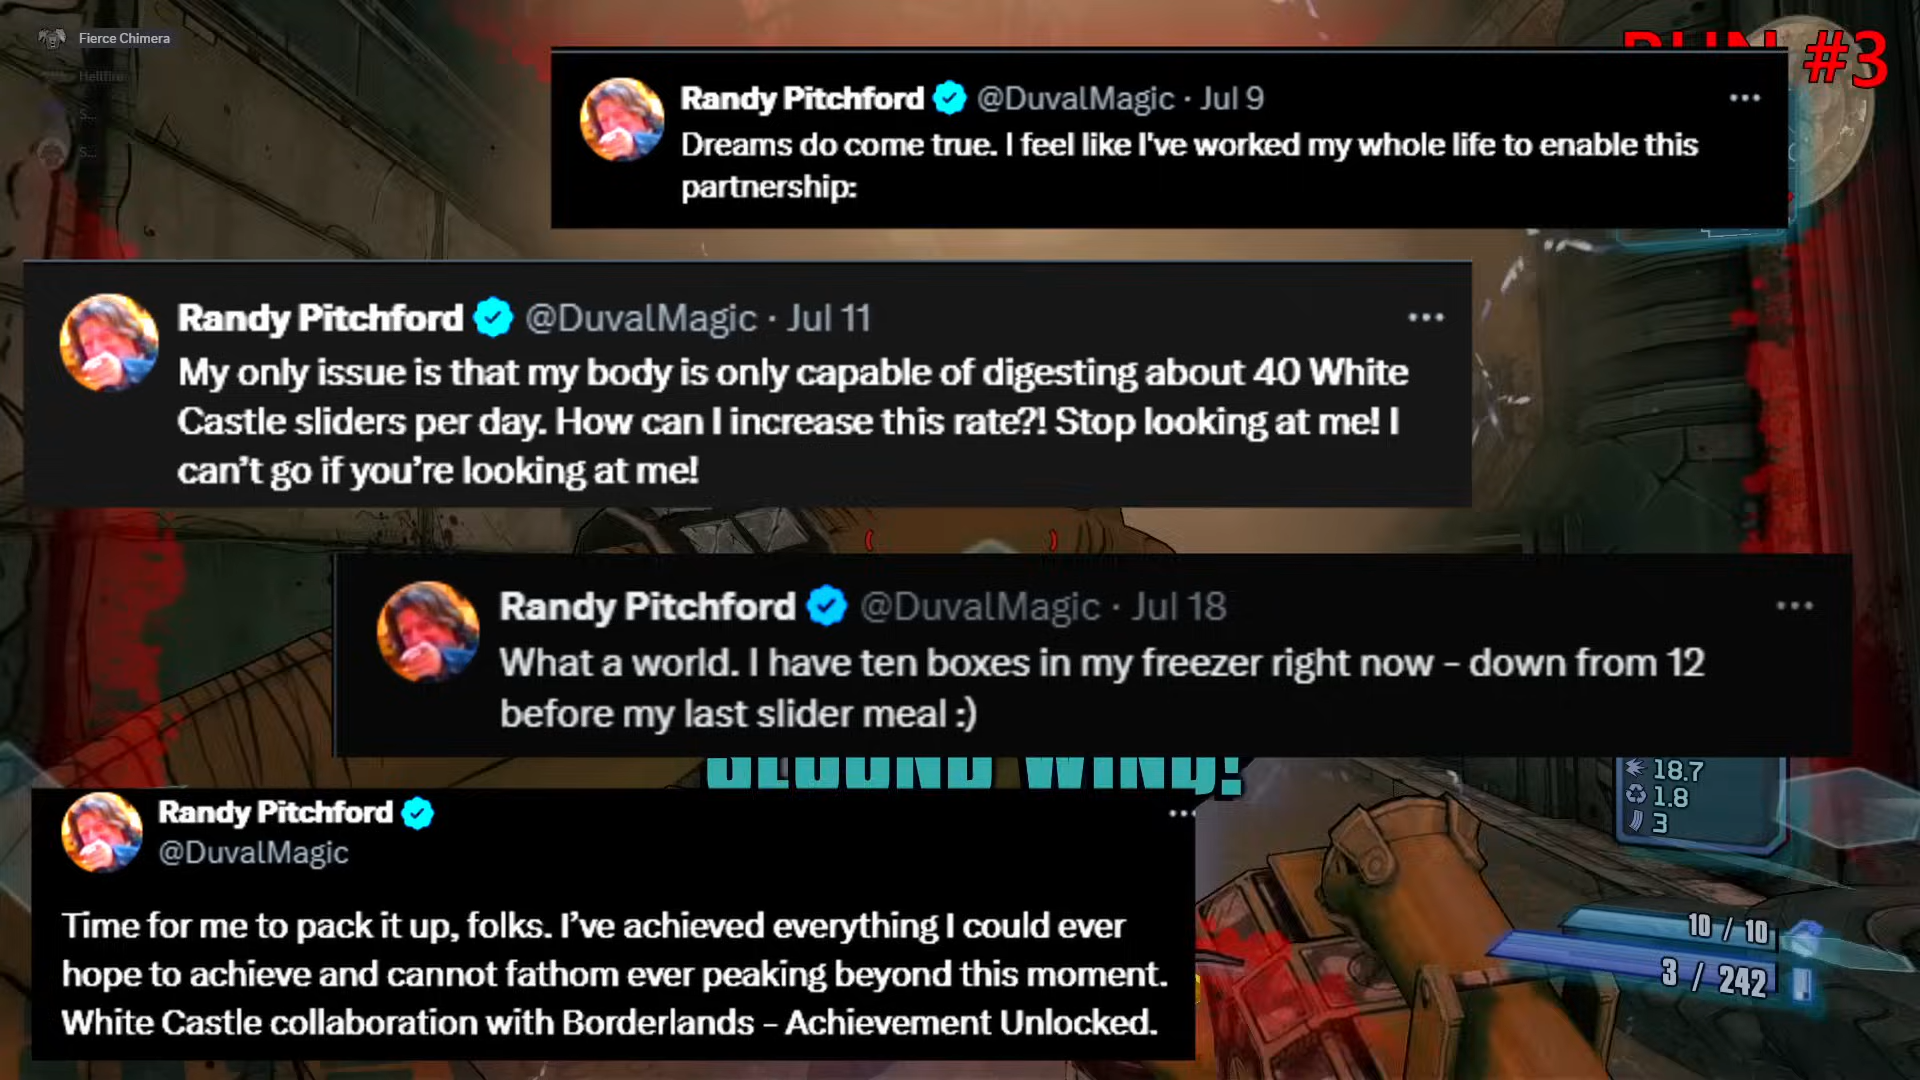 Fierce Chimera
Hellfire
S...
S...
RUN #3
Randy Pitchford @DuvalMagic · Jul 9
Dreams do come true. I feel like I've worked my whole life to enable this
partnership:
Randy Pitchford @DuvalMagic · Jul 11
My only issue is that my body is only capable of digesting about 40 White
Castle sliders per day. How can I increase this rate?! Stop looking at me! I
can't go if you're looking at me!
Randy Pitchford @DuvalMagic · Jul 18
What a world. I have ten boxes in my freezer right now – down from 12
before my last slider meal :)
SECOND WIND!
18.7
1.8
3
Randy Pitchford
@DuvalMagic
Time for me to pack it up, folks. I've achieved everything I could ever
hope to achieve and cannot fathom ever peaking beyond this moment.
White Castle collaboration with Borderlands – Achievement Unlocked.
10 / 10
3 / 242